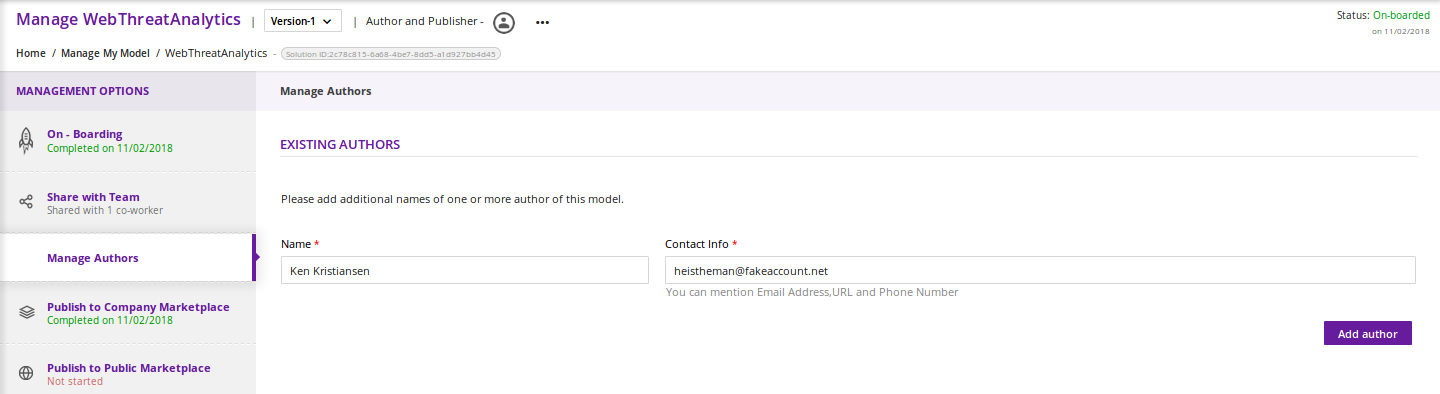 Manage WebThreatAnalytics | Version-1 | Author and Publisher -
Status: On-boarded
on 11/02/2018
Home / Manage My Model / WebThreatAnalytics - Solution ID:2c78c815-6a68-4be7-8dd5-a1d927bb4d45
MANAGEMENT OPTIONS
Manage Authors
On - Boarding
Completed on 11/02/2018
Share with Team
Shared with 1 co-worker
Manage Authors
Publish to Company Marketplace
Completed on 11/02/2018
Publish to Public Marketplace
Not started
EXISTING AUTHORS
Please add additional names of one or more author of this model.
Name *
Contact Info *
Ken Kristiansen
heistheman@fakeaccount.net
You can mention Email Address,URL and Phone Number
Add author